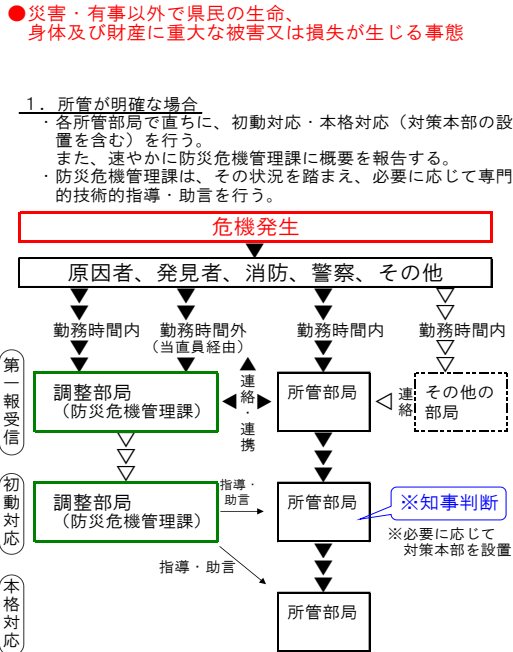 ●災害・有事以外で県民の生命、
身体及び財産に重大な被害又は損失が生じる事態
１．所管が明確な場合
・各所管部局で直ちに、初動対応・本格対応（対策本部の設
置を含む）を行う。
また、速やかに防災危機管理課に概要を報告する。
・防災危機管理課は、その状況を踏まえ、必要に応じて専門
的技術的指導・助言を行う。
危機発生
原因者、発見者、消防、警察、その他
勤務時間内
勤務時間外
（当直員経由）
勤務時間内
勤務時間内
第一報受信
調整部局
（防災危機管理課）
連絡・連携
所管部局
連絡
その他の
部局
初動対応
調整部局
（防災危機管理課）
指導・
助言
所管部局
※知事判断
※必要に応じて
対策本部を設置
指導・助言
本格対応
所管部局